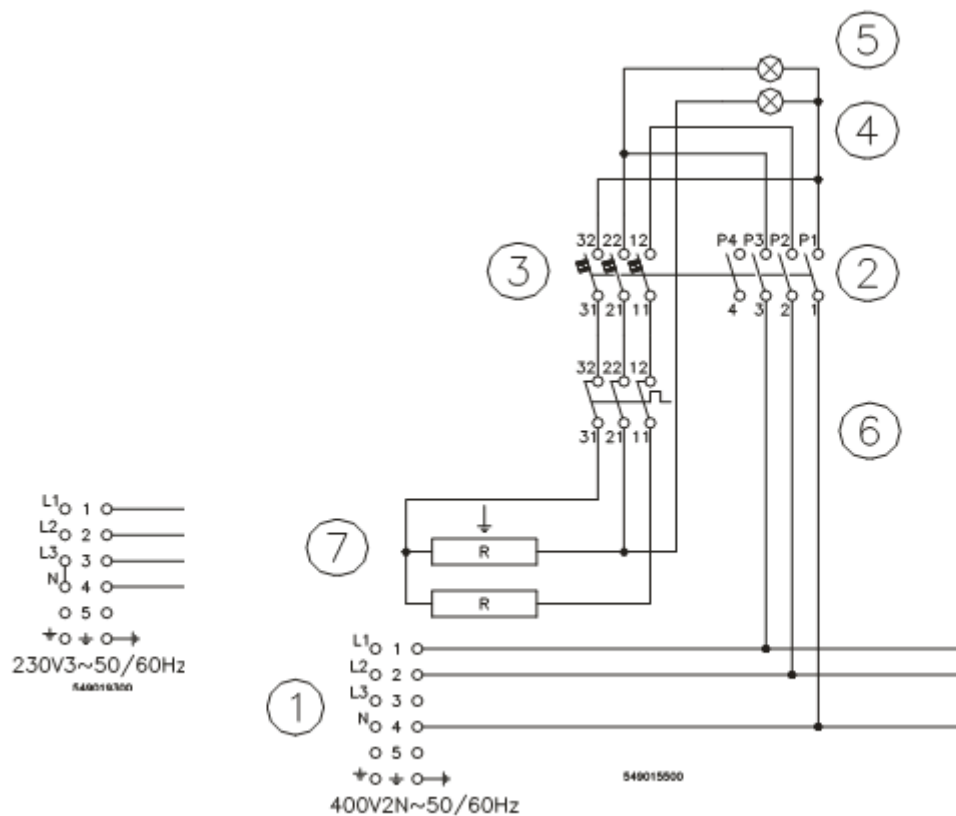 5
4
32 22 12 P4 P3 P2 P1
3 2
31 21 11 4 3 2 1
32 22 12
6
31 21 11
L1 1
L2 2
L3 3
N 4
5
230V3~50/60Hz
549019300
7
R
R
L1 1
L2 2
L3 3
N 4
5
1
549015500
400V2N~50/60Hz